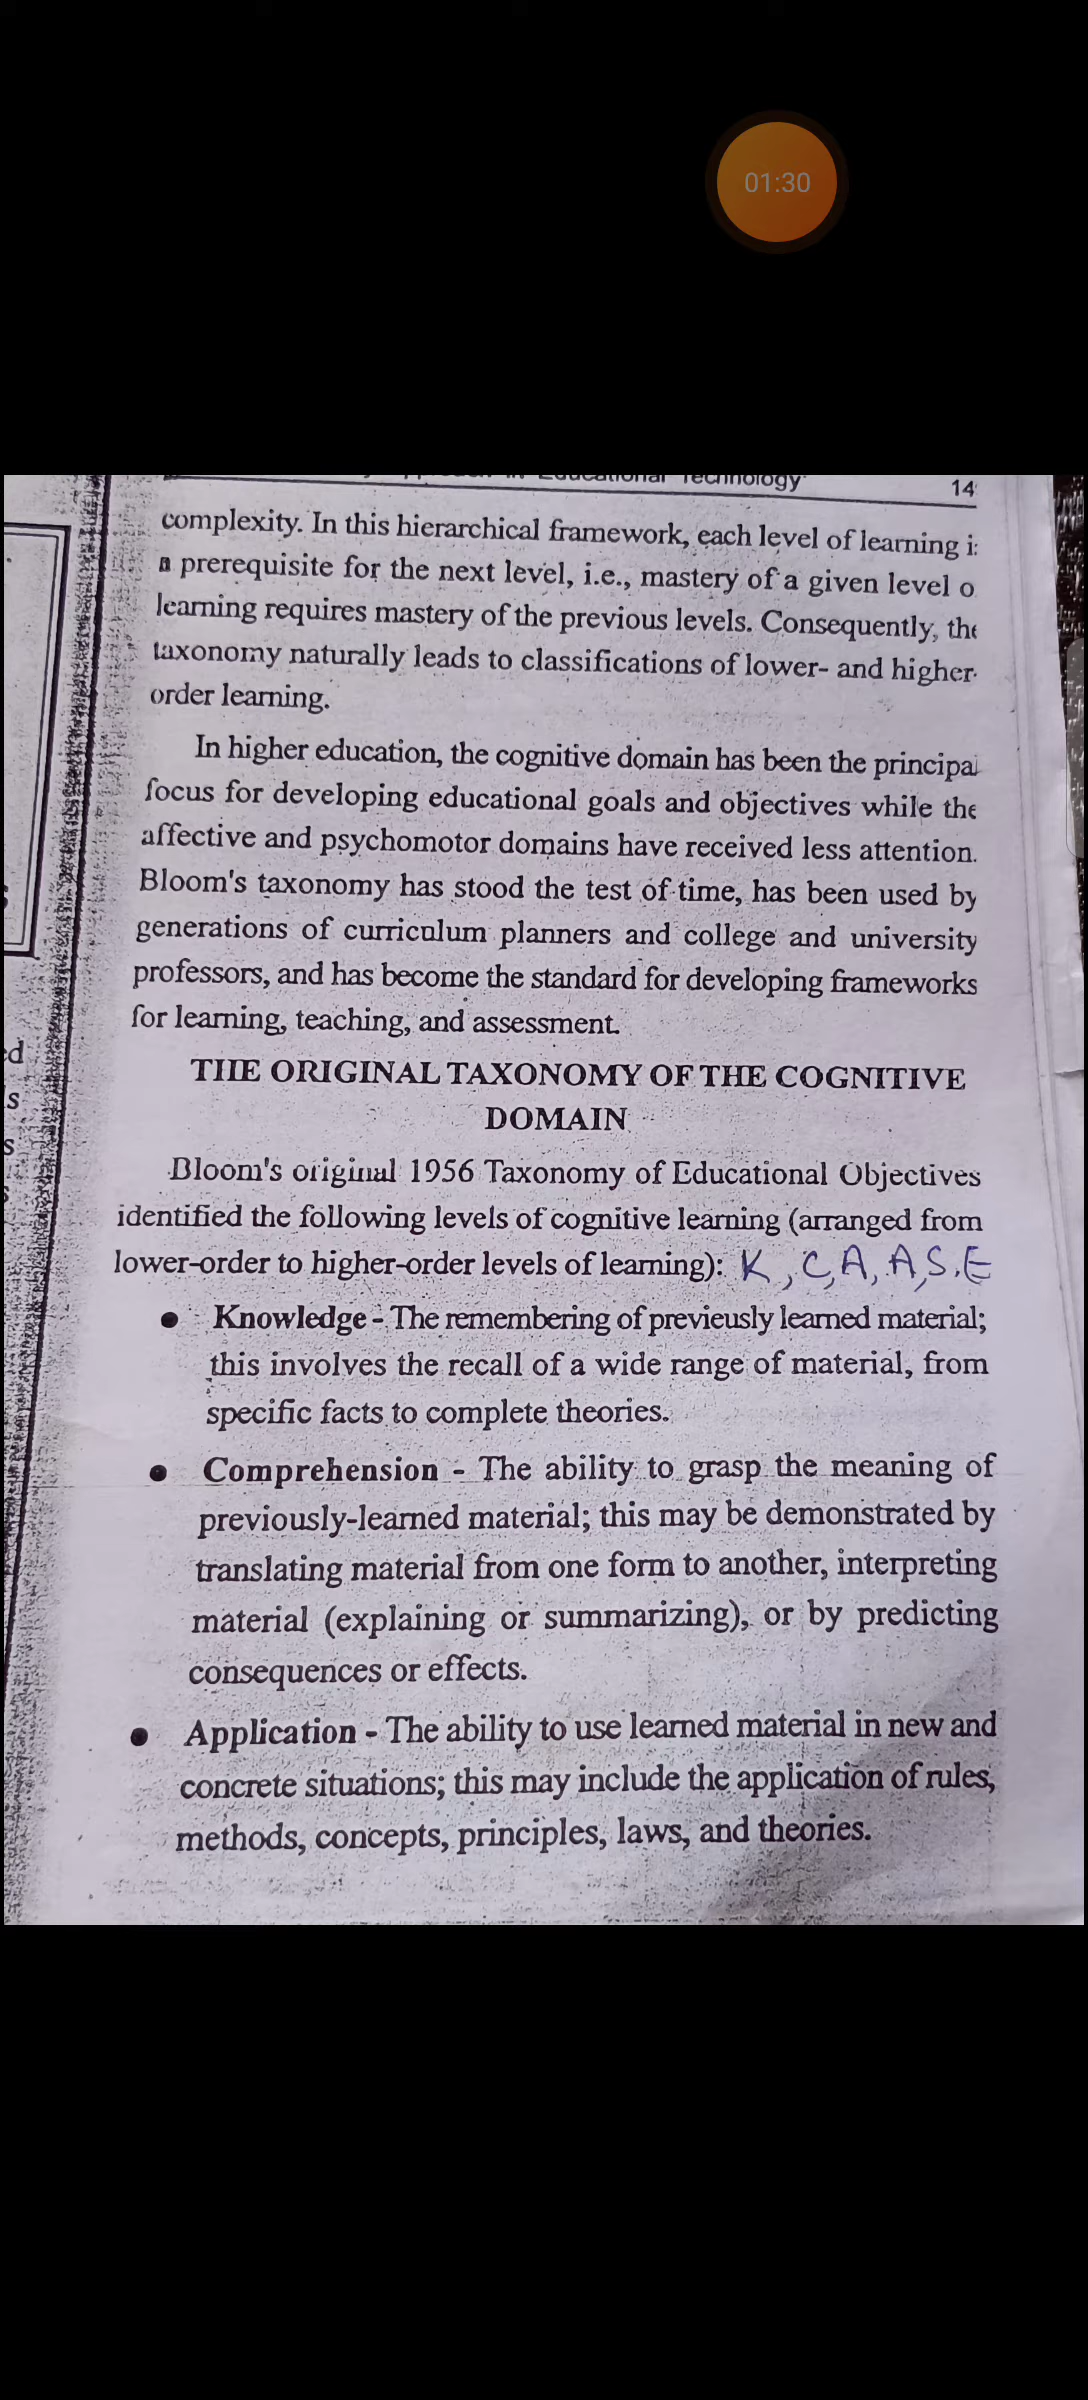 01:30
Educational Technology
14
complexity. In this hierarchical framework, each level of learning
a prerequisite for the next level, i.e., mastery of a given level o
learning requires mastery of the previous levels. Consequently, the
taxonomy naturally leads to classifications of lower- and higher-
order learning.
In higher education, the cognitive domain has been the principal
focus for developing educational goals and objectives while the
affective and psychomotor domains have received less attention.
Bloom's taxonomy has stood the test of time, has been used by
generations of curriculum planners and college and university
professors, and has become the standard for developing frameworks
for learning, teaching, and assessment.
THE ORIGINAL TAXONOMY OF THE COGNITIVE
DOMAIN
Bloom's original 1956 Taxonomy of Educational Objectives
identified the following levels of cognitive learning (arranged from
lower-order to higher-order levels of learning): K, C, A, A, S, E
• Knowledge - The remembering of previeusly learned material;
this involves the recall of a wide range of material, from
specific facts to complete theories.
• Comprehension - The ability to grasp the meaning of
previously-learned material; this may be demonstrated by
translating material from one form to another, interpreting
material (explaining or summarizing), or by predicting
consequences or effects.
• Application - The ability to use learned material in new and
concrete situations; this may include the application of rules,
methods, concepts, principles, laws, and theories.